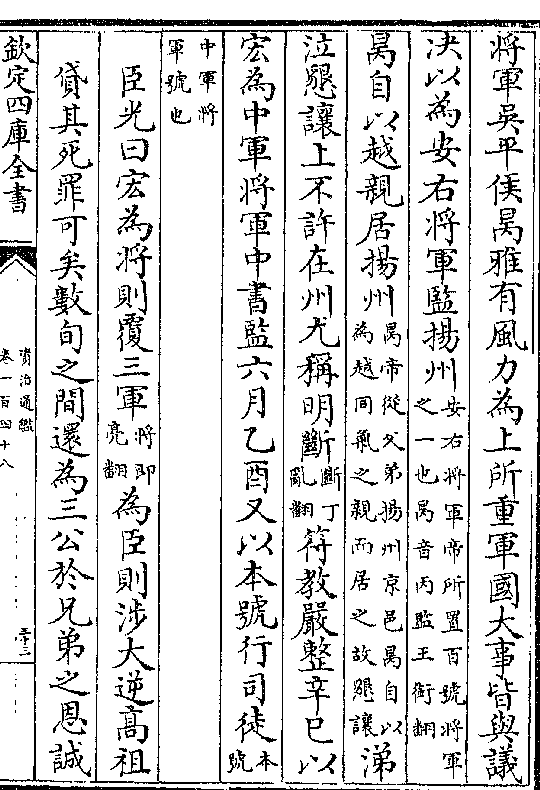 將軍吳平侯昺雅有風力為上所重軍國大事皆與議
決以為安右將軍監揚州
安右將軍帝所置百號將軍
之一也昺音丙監王銜翻
昺自以越親居揚州
昺帝從父弟揚州京邑昺自以
為越同氣之親而居之故懇讓
涕
泣懇讓上不許在州尤稱明斷
斷丁
亂翻
符教嚴整辛巳以
宏為中軍將軍中書監六月乙酉又以本號行司徒
本
號
中軍將
軍號也
臣光曰宏為將則覆三軍
將即
亮翻
為臣則涉大逆高祖
貸其死罪可矣數旬之間還為三公於兄弟之恩誠
欽定四庫全書
資治通鑑
卷一百四十八